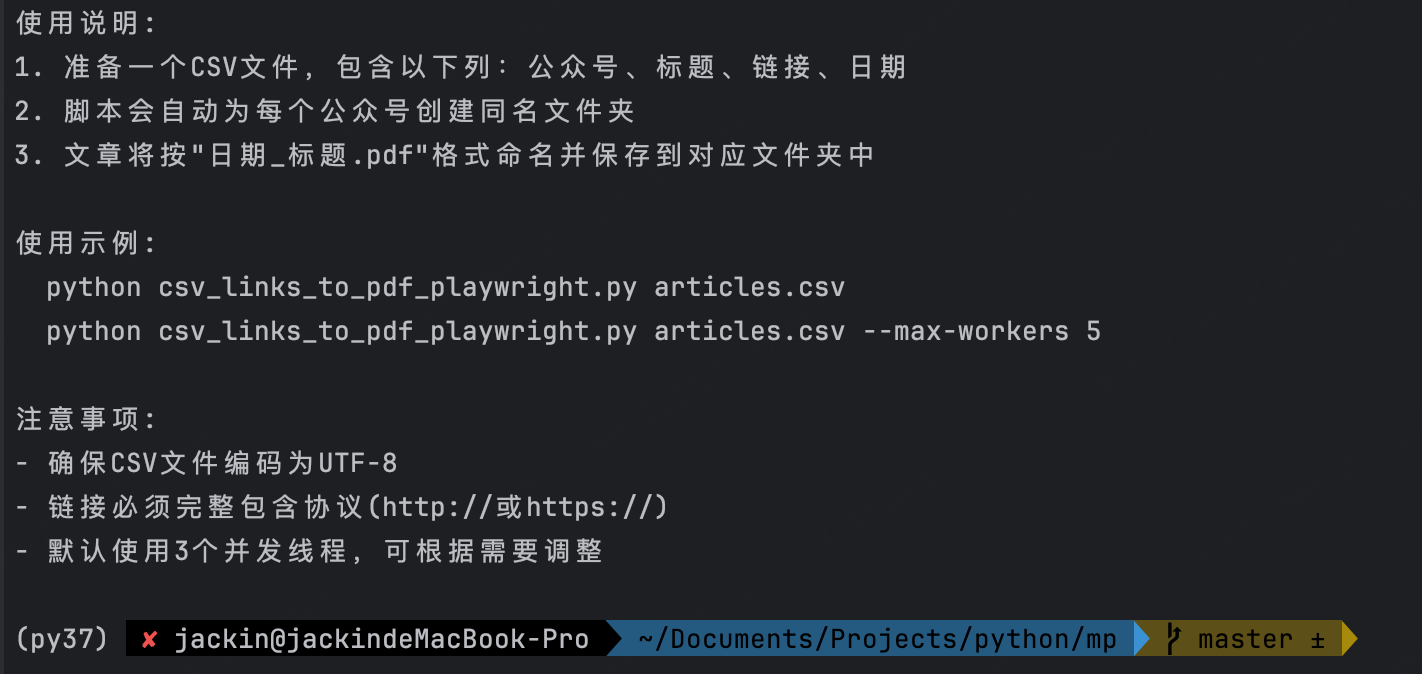 使用说明:
1. 准备一个CSV文件, 包含以下列: 公众号、标题、链接、日期
2. 脚本会自动为每个公众号创建同名文件夹
3. 文章将按"日期_标题.pdf"格式命名并保存到对应文件夹中
使用示例:
python csv_links_to_pdf_playwright.py articles.csv
python csv_links_to_pdf_playwright.py articles.csv --max-workers 5
注意事项:
- 确保CSV文件编码为UTF-8
- 链接必须完整包含协议(http://或https://)
- 默认使用3个并发线程, 可根据需要调整
(py37) ✘ jackin@jackindeMacBook-Pro ~/Documents/Projects/python/mp master ±